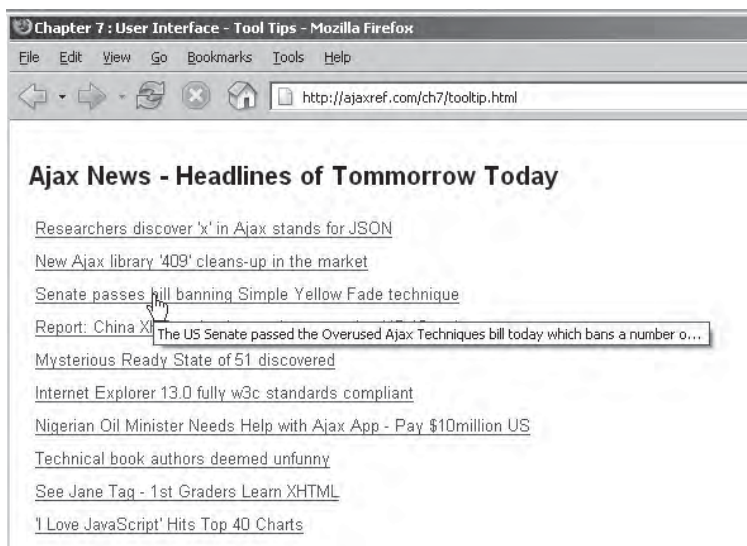 Chapter 7 : User Interface - Tool Tips - Mozilla Firefox
File Edit View Go Bookmarks Tools Help
http://ajaxref.com/ch7/tooltip.html
Ajax News - Headlines of Tommorrow Today
Researchers discover 'x' in Ajax stands for JSON
New Ajax library '409' cleans-up in the market
Senate passes bill banning Simple Yellow Fade technique
Report: China
The US Senate passed the Overused Ajax Techniques bill today which bans a number o...
Mysterious Ready State of 51 discovered
Internet Explorer 13.0 fully w3c standards compliant
Nigerian Oil Minister Needs Help with Ajax App - Pay $10million US
Technical book authors deemed unfunny
See Jane Tag - 1st Graders Learn XHTML
'I Love JavaScript' Hits Top 40 Charts